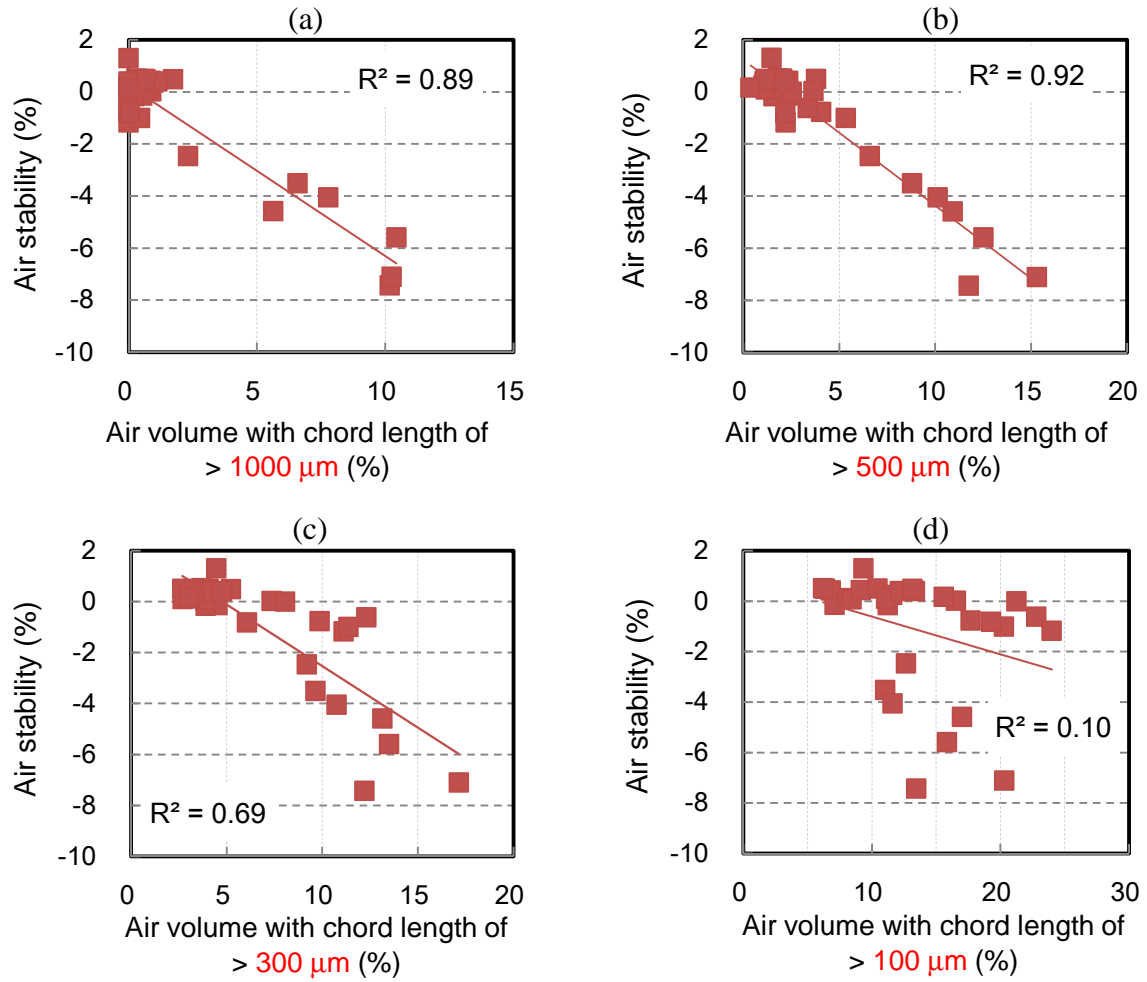 (a)
Air stability (%)
2
0
-2
-4
-6
-8
-10
R² = 0.89
0 5 10 15
Air volume with chord length of
> 1000 μm (%)
(b)
Air stability (%)
2
0
-2
-4
-6
-8
-10
R² = 0.92
0 5 10 15 20
Air volume with chord length of
> 500 μm (%)
(c)
Air stability (%)
2
0
-2
-4
-6
-8
-10
R² = 0.69
0 5 10 15 20
Air volume with chord length of
> 300 μm (%)
(d)
Air stability (%)
2
0
-2
-4
-6
-8
-10
R² = 0.10
0 10 20 30
Air volume with chord length of
> 100 μm (%)